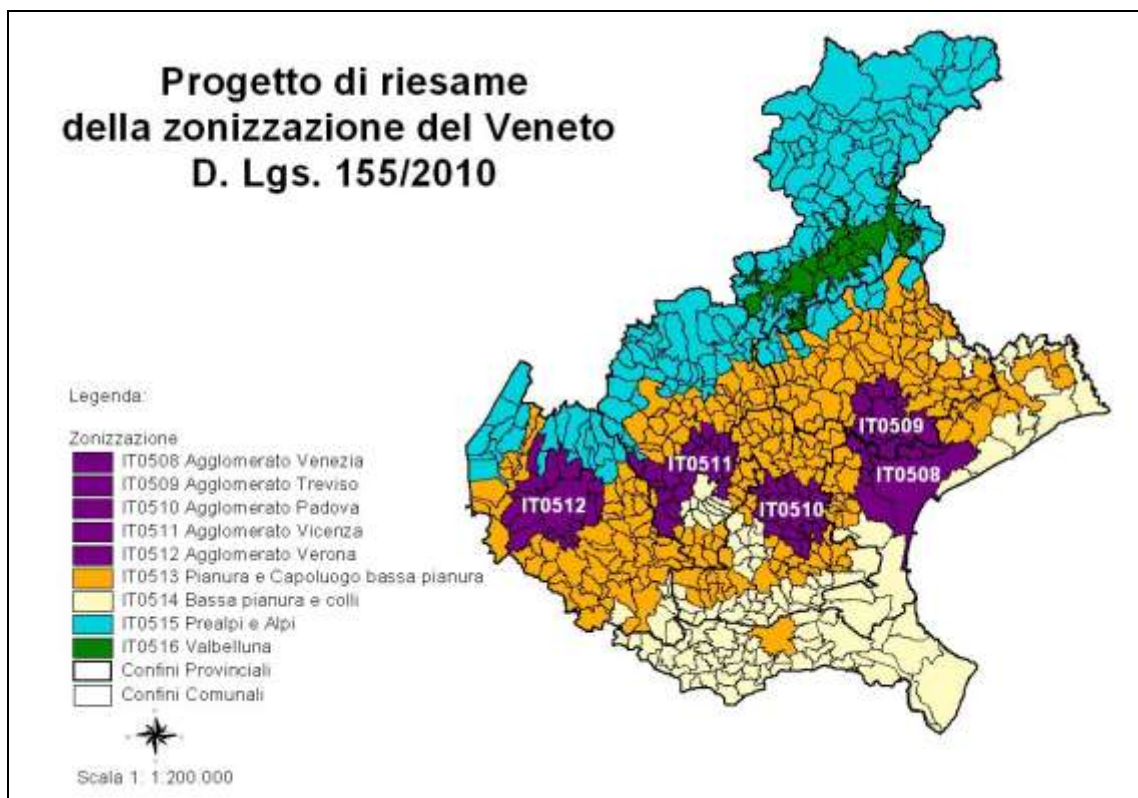 Progetto di riesame
della zonizzazione del Veneto
D. Lgs. 155/2010
IT0509
IT0511
IT0508
IT0512
IT0510
Legenda:
Zonizzazione
IT0508 Agglomerato Venezia
IT0509 Agglomerato Treviso
IT0510 Agglomerato Padova
IT0511 Agglomerato Vicenza
IT0512 Agglomerato Verona
IT0513 Pianura e Capoluogo bassa pianura
IT0514 Bassa pianura e colli
IT0515 Prealpi e Alpi
IT0516 Valbelluna
Confini Provinciali
Confini Comunali
Scala 1: 1.200.000